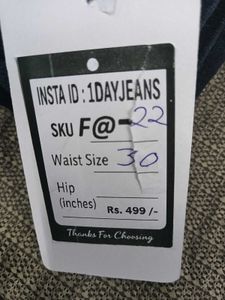 INSTA ID : 1DAYJEANS
SKU F@-22
Waist Size 30
Hip
(inches) Rs. 499 /-
Thanks For Choosing